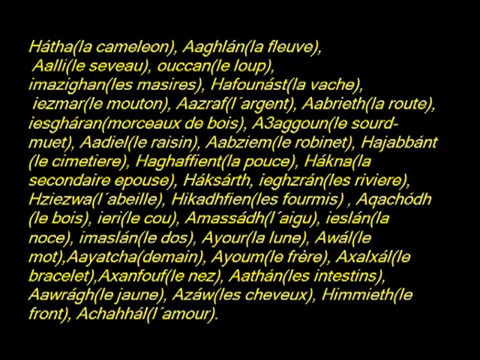 Hátha(la cameleon), Aaghlán(la fleuve),
Aalli(le seveau), ouccan(le loup),
imazighan(les masires), Hafounást(la vache),
iezmar(le mouton), Aazraf(l´argent), Aabrieth(la route),
iesgháran(morceaux de bois), A3aggoun(le sourd-
muet), Aadiel(le raisin), Aabziem(le robinet), Hajabbánt
(le cimetiere), Haghaffient(la pouce), Hákna(la
secondaire epouse), Háksárth, ieghzrán(les riviere),
Hziezwa(l´abeille), Hikadhfien(les fourmis) , Aqachódh
(le bois), ieri(le cou), Amassádh(l´aigu), ieslán(la
noce), imaslán(le dos), Ayour(la lune), Awál(le
mot),Aayatcha(demain), Ayoum(le frère), Axalxál(le
bracelet),Axanfouf(le nez), Aathán(les intestins),
Aawrágh(le jaune), Azáw(les cheveux), Himmieth(le
front), Achahhál(l´amour).